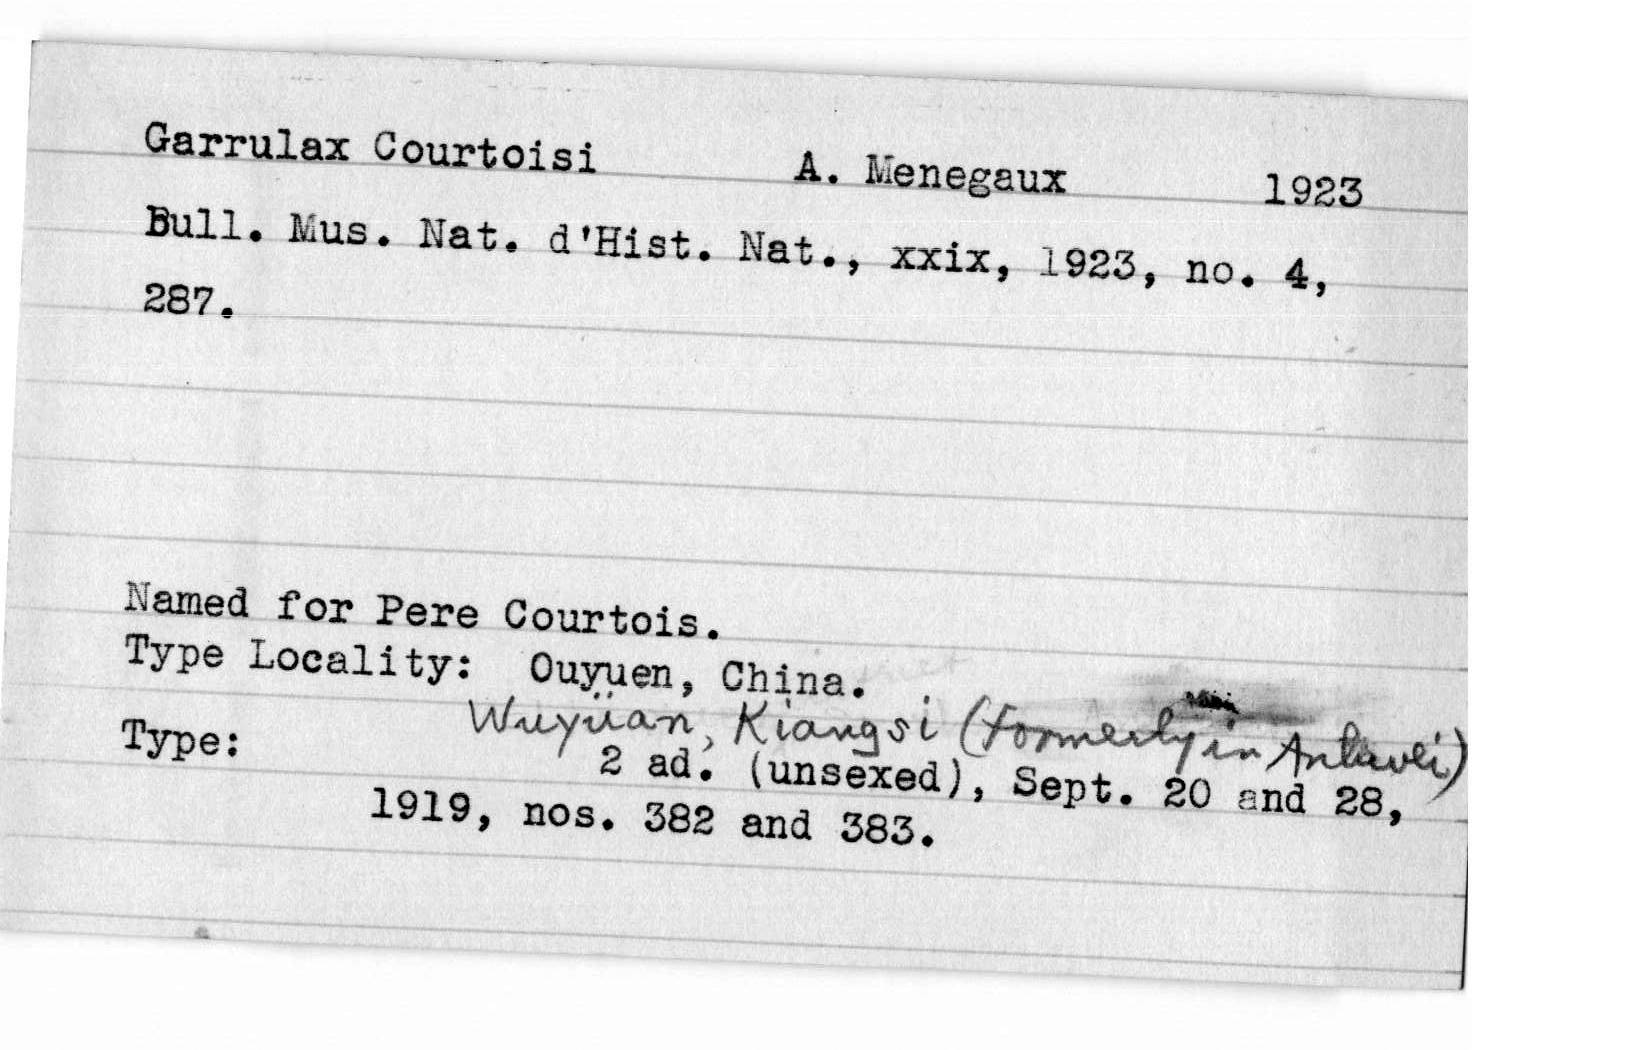 Garrulax Courtoisi A. Menegaux 1923
Bull. Mus. Nat. d'Hist. Nat., xxix, 1923, no. 4,
287.
Named for Pere Courtois.
Type Locality: Ouyuen, China.
Wuyüan, Kiangsi (formerly in Anhwei)
Type: 2 ad. (unsexed), Sept. 20 and 28,
1919, nos. 382 and 383.